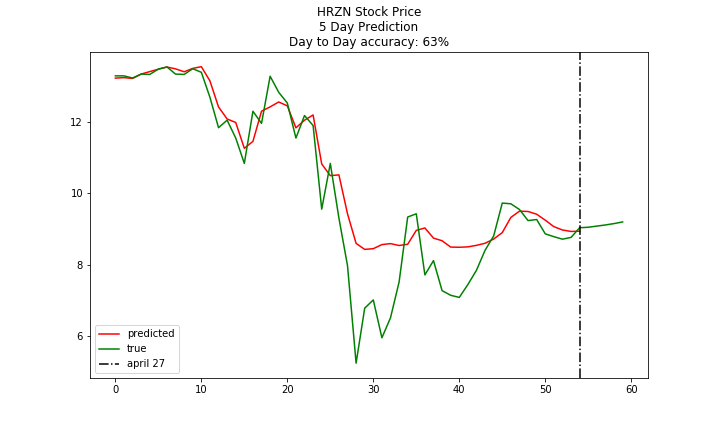 HRZN Stock Price
5 Day Prediction
Day to Day accuracy: 63%
12
10
8
6
predicted
true
april 27
0
10
20
30
40
50
60